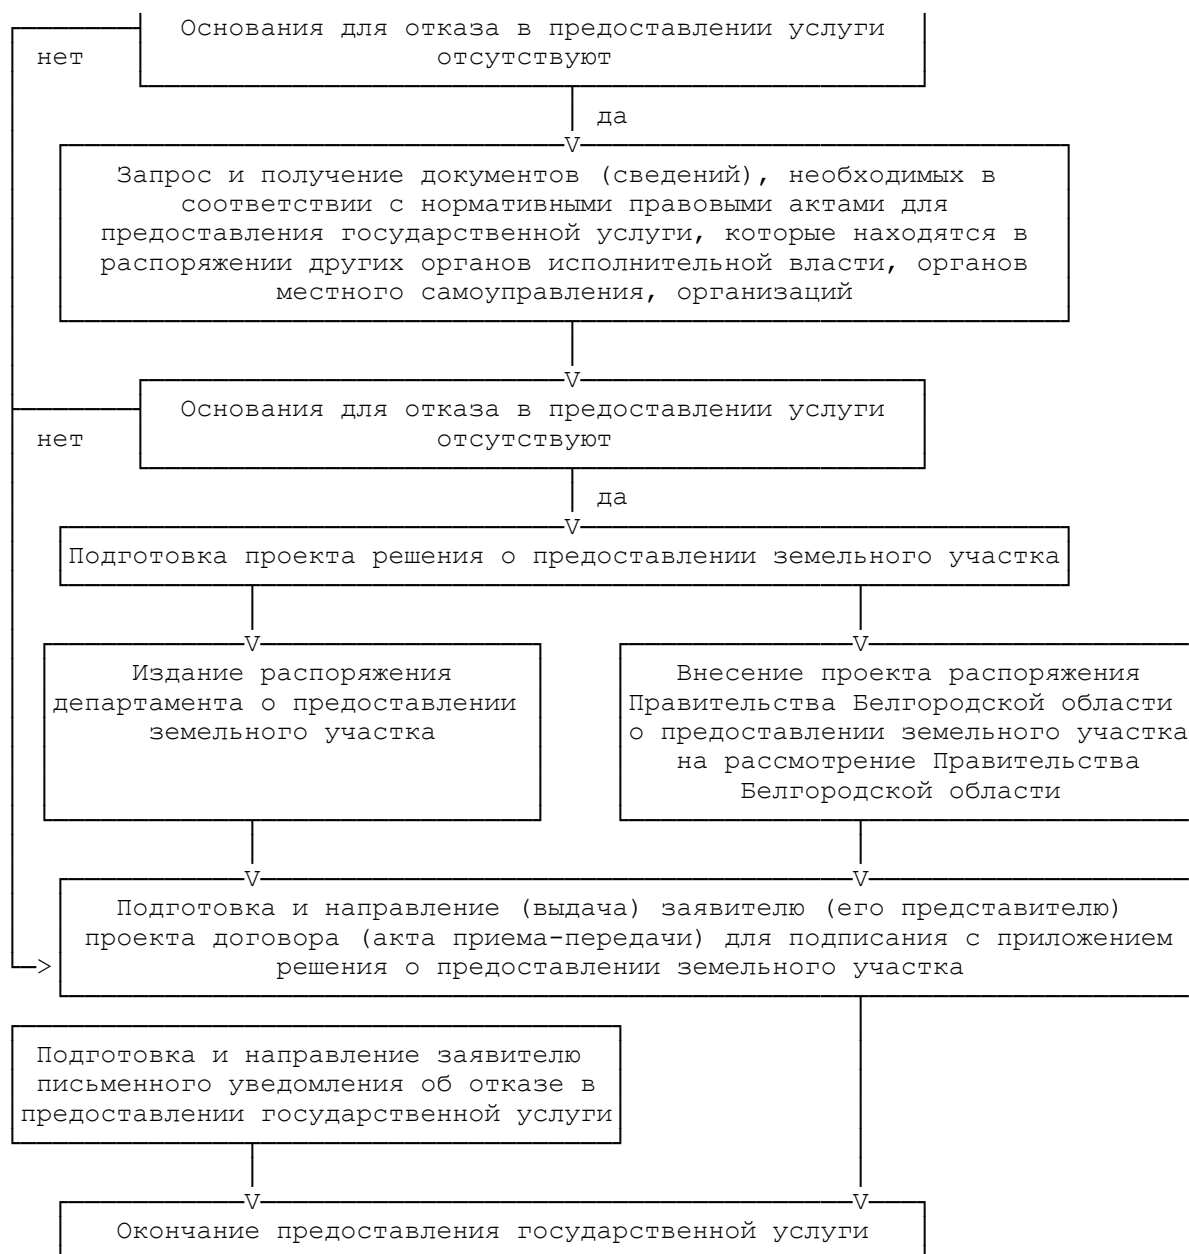 Основания для отказа в предоставлении услуги
нет
отсутствуют
да
Запрос и получение документов (сведений), необходимых в
соответствии с нормативными правовыми актами для
предоставления государственной услуги, которые находятся в
распоряжении других органов исполнительной власти, органов
местного самоуправления, организаций
Основания для отказа в предоставлении услуги
нет
отсутствуют
да
Подготовка проекта решения о предоставлении земельного участка
Издание распоряжения
департамента о предоставлении
земельного участка
Внесение проекта распоряжения
Правительства Белгородской области
о предоставлении земельного участка
на рассмотрение Правительства
Белгородской области
Подготовка и направление (выдача) заявителю (его представителю)
проекта договора (акта приема-передачи) для подписания с приложением
решения о предоставлении земельного участка
Подготовка и направление заявителю
письменного уведомления об отказе в
предоставлении государственной услуги
Окончание предоставления государственной услуги